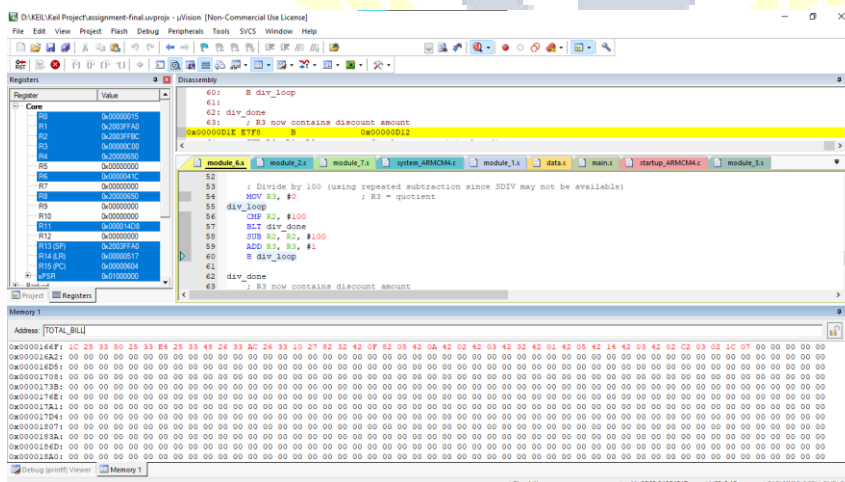 D:\KEIL\Keil Project\assignment-final.uvprojx - µVision [Non-Commercial Use License]
File Edit View Project Flash Debug Peripherals Tools SVCS Window Help
Registers
Register Value
Core
R0 0x00000015
R1 0x2003FFA0
R2 0x2003FFBC
R3 0x00000C00
R4 0x20000650
R5 0x00000000
R6 0x0000041C
R7 0x00000000
R8 0x20000650
R9 0x00000000
R10 0x00000000
R11 0x000014D8
R12 0x00000000
R13 (SP) 0x2003FFA0
R14 (LR) 0x00000517
R15 (PC) 0x00000604
xPSR 0x01000000
Project Registers
Disassembly
60: B div_loop
61:
62: div_done
63: ; R3 now contains discount amount
0x00000D1E E7F8 B 0x00000D12
module_6.s module_2.s module_7.s system_ARMCM4.c module_1.s data.s main.s startup_ARMCM4.c module_3.s
52
53 ; Divide by 100 (using repeated subtraction since SDIV may not be available)
54 MOV R3, #0 ; R3 = quotient
55 div_loop
56 CMP R2, #100
57 BLT div_done
58 SUB R2, R2, #100
59 ADD R3, R3, #1
60 B div_loop
61
62 div_done
63 ; R3 now contains discount amount
Memory 1
Address: TOTAL_BILL
0x0000166F: 1C 25 33 80 25 33 E4 25 33 48 26 33 AC 26 33 10 27 82 32 42 0F 82 05 42 0A 42 02 42 03 42 32 42 01 42 05 42 14 42 03 42 02 C2 03 02 1C 07 00 00 00 00 00
0x000016A2: 00 00 00 00 00 00 00 00 00 00 00 00 00 00 00 00 00 00 00 00 00 00 00 00 00 00 00 00 00 00 00 00 00 00 00 00 00 00 00 00 00 00 00 00 00 00 00 00 00 00 00
0x000016D5: 00 00 00 00 00 00 00 00 00 00 00 00 00 00 00 00 00 00 00 00 00 00 00 00 00 00 00 00 00 00 00 00 00 00 00 00 00 00 00 00 00 00 00 00 00 00 00 00 00 00 00
0x00001708: 00 00 00 00 00 00 00 00 00 00 00 00 00 00 00 00 00 00 00 00 00 00 00 00 00 00 00 00 00 00 00 00 00 00 00 00 00 00 00 00 00 00 00 00 00 00 00 00 00 00 00
0x0000173B: 00 00 00 00 00 00 00 00 00 00 00 00 00 00 00 00 00 00 00 00 00 00 00 00 00 00 00 00 00 00 00 00 00 00 00 00 00 00 00 00 00 00 00 00 00 00 00 00 00 00 00
0x0000176E: 00 00 00 00 00 00 00 00 00 00 00 00 00 00 00 00 00 00 00 00 00 00 00 00 00 00 00 00 00 00 00 00 00 00 00 00 00 00 00 00 00 00 00 00 00 00 00 00 00 00 00
0x000017A1: 00 00 00 00 00 00 00 00 00 00 00 00 00 00 00 00 00 00 00 00 00 00 00 00 00 00 00 00 00 00 00 00 00 00 00 00 00 00 00 00 00 00 00 00 00 00 00 00 00 00 00
0x000017D4: 00 00 00 00 00 00 00 00 00 00 00 00 00 00 00 00 00 00 00 00 00 00 00 00 00 00 00 00 00 00 00 00 00 00 00 00 00 00 00 00 00 00 00 00 00 00 00 00 00 00 00
0x00001807: 00 00 00 00 00 00 00 00 00 00 00 00 00 00 00 00 00 00 00 00 00 00 00 00 00 00 00 00 00 00 00 00 00 00 00 00 00 00 00 00 00 00 00 00 00 00 00 00 00 00 00
0x0000183A: 00 00 00 00 00 00 00 00 00 00 00 00 00 00 00 00 00 00 00 00 00 00 00 00 00 00 00 00 00 00 00 00 00 00 00 00 00 00 00 00 00 00 00 00 00 00 00 00 00 00 00
0x0000186D: 00 00 00 00 00 00 00 00 00 00 00 00 00 00 00 00 00 00 00 00 00 00 00 00 00 00 00 00 00 00 00 00 00 00 00 00 00 00 00 00 00 00 00 00 00 00 00 00 00 00 00
0x000018A0: 00 00 00 00 00 00 00 00 00 00 00 00 00 00 00 00 00 00 00 00 00 00 00 00 00 00 00 00 00 00 00 00 00 00 00 00 00 00 00 00 00 00 00 00 00 00 00 00 00 00 00
Debug (printf) Viewer Memory 1